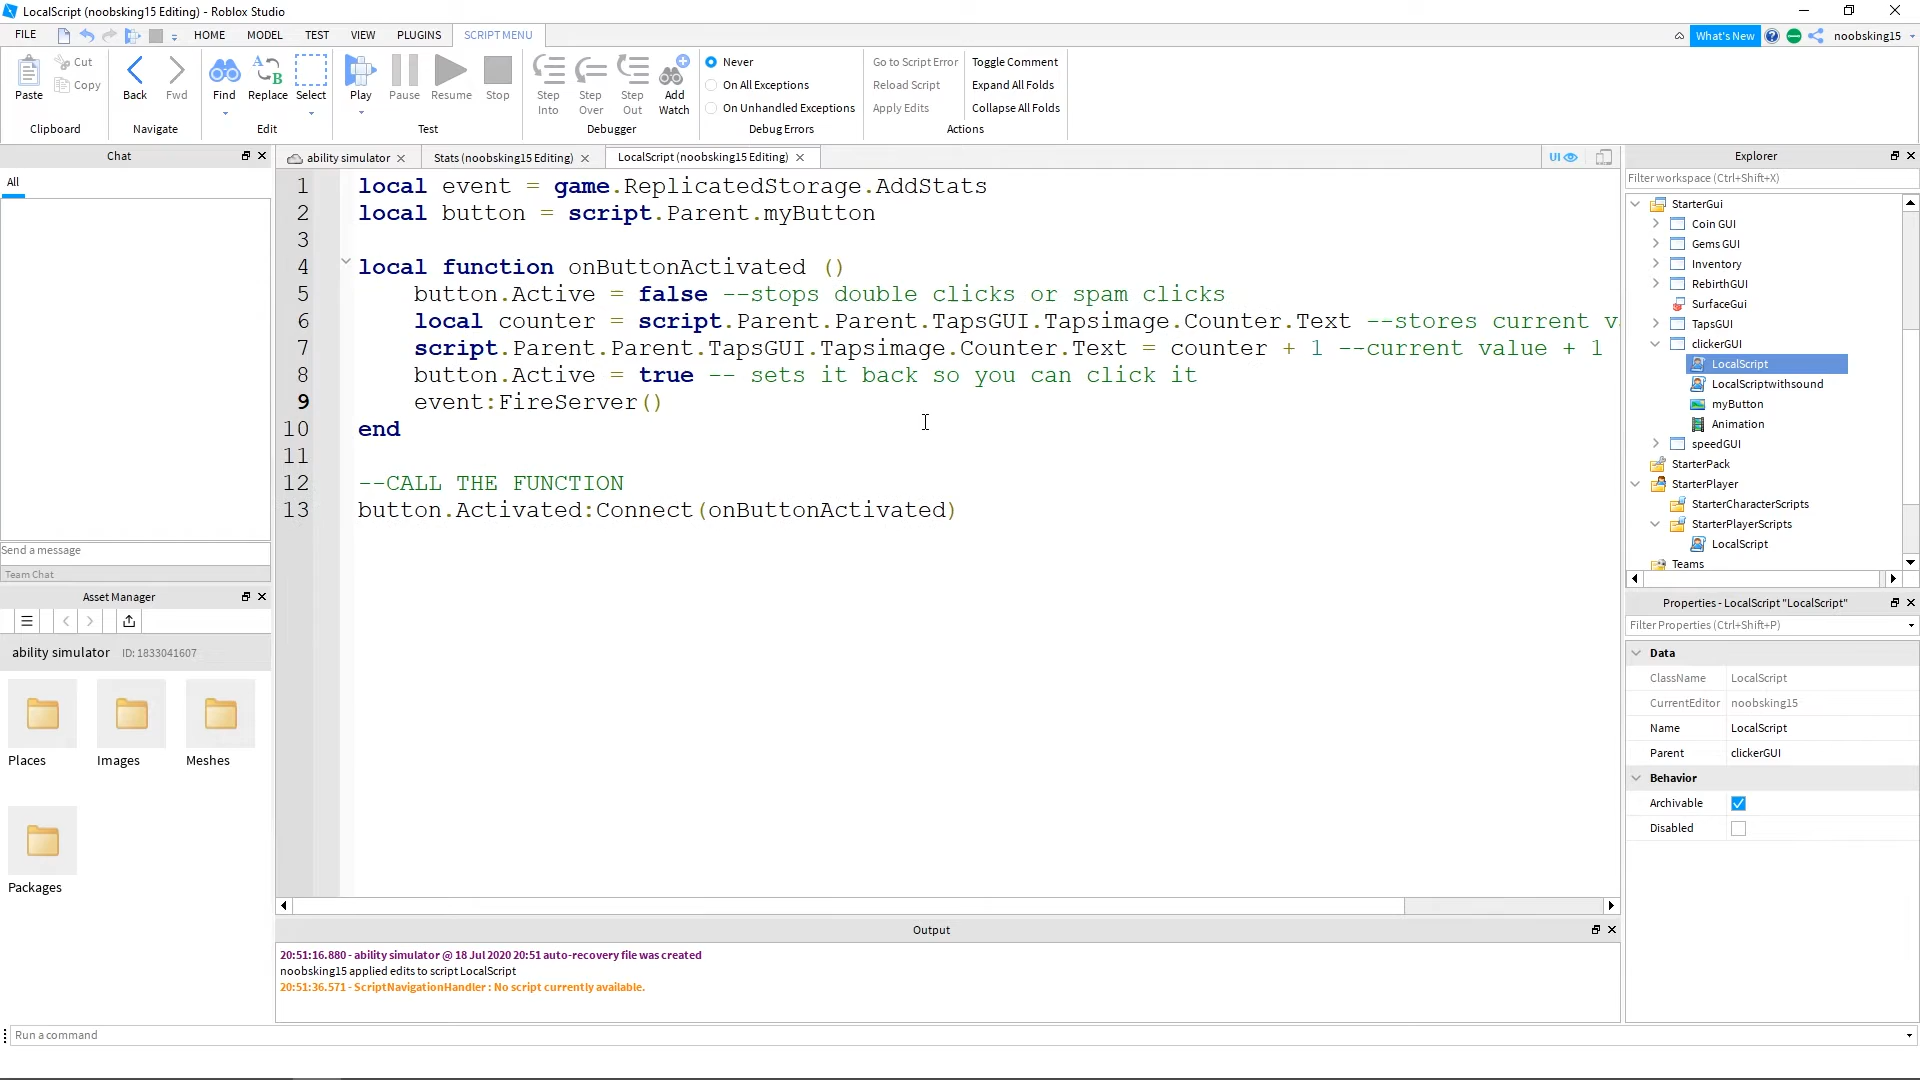 LocalScript (noobsking15 Editing) - Roblox Studio
FILE HOME MODEL TEST VIEW PLUGINS SCRIPT MENU What's New noobsking15
Paste Cut Copy Back Fwd Find Replace Select Play Pause Resume Stop Step Into Step Over Step Out Add Watch
Never
On All Exceptions
On Unhandled Exceptions
Go to Script Error
Reload Script
Apply Edits
Toggle Comment
Expand All Folds
Collapse All Folds
Clipboard Navigate Edit Test Debugger Debug Errors Actions
Chat
All
Send a message
Team Chat
Asset Manager
ability simulator ID: 1833041607
Places Images Meshes
Packages
ability simulator Stats (noobsking15 Editing) LocalScript (noobsking15 Editing) UI
1 local event = game.ReplicatedStorage.AddStats
2 local button = script.Parent.myButton
3
4 local function onButtonActivated ()
5 button.Active = false --stops double clicks or spam clicks
6 local counter = script.Parent.Parent.TapsGUI.Tapsimage.Counter.Text --stores current v
7 script.Parent.Parent.TapsGUI.Tapsimage.Counter.Text = counter + 1 --current value + 1
8 button.Active = true -- sets it back so you can click it
9 event:FireServer()
10 end
11
12 --CALL THE FUNCTION
13 button.Activated:Connect(onButtonActivated)
Output
20:51:16.880 - ability simulator @ 18 Jul 2020 20:51 auto-recovery file was created
noobsking15 applied edits to script LocalScript
20:51:36.571 - ScriptNavigationHandler : No script currently available.
Explorer
Filter workspace (Ctrl+Shift+X)
StarterGui
Coin GUI
Gems GUI
Inventory
RebirthGUI
SurfaceGui
TapsGUI
clickerGUI
LocalScript
LocalScriptwithsound
myButton
Animation
speedGUI
StarterPack
StarterPlayer
StarterCharacterScripts
StarterPlayerScripts
LocalScript
Teams
Properties - LocalScript "LocalScript"
Filter Properties (Ctrl+Shift+P)
Data
ClassName LocalScript
CurrentEditor noobsking15
Name LocalScript
Parent clickerGUI
Behavior
Archivable
Disabled
Run a command